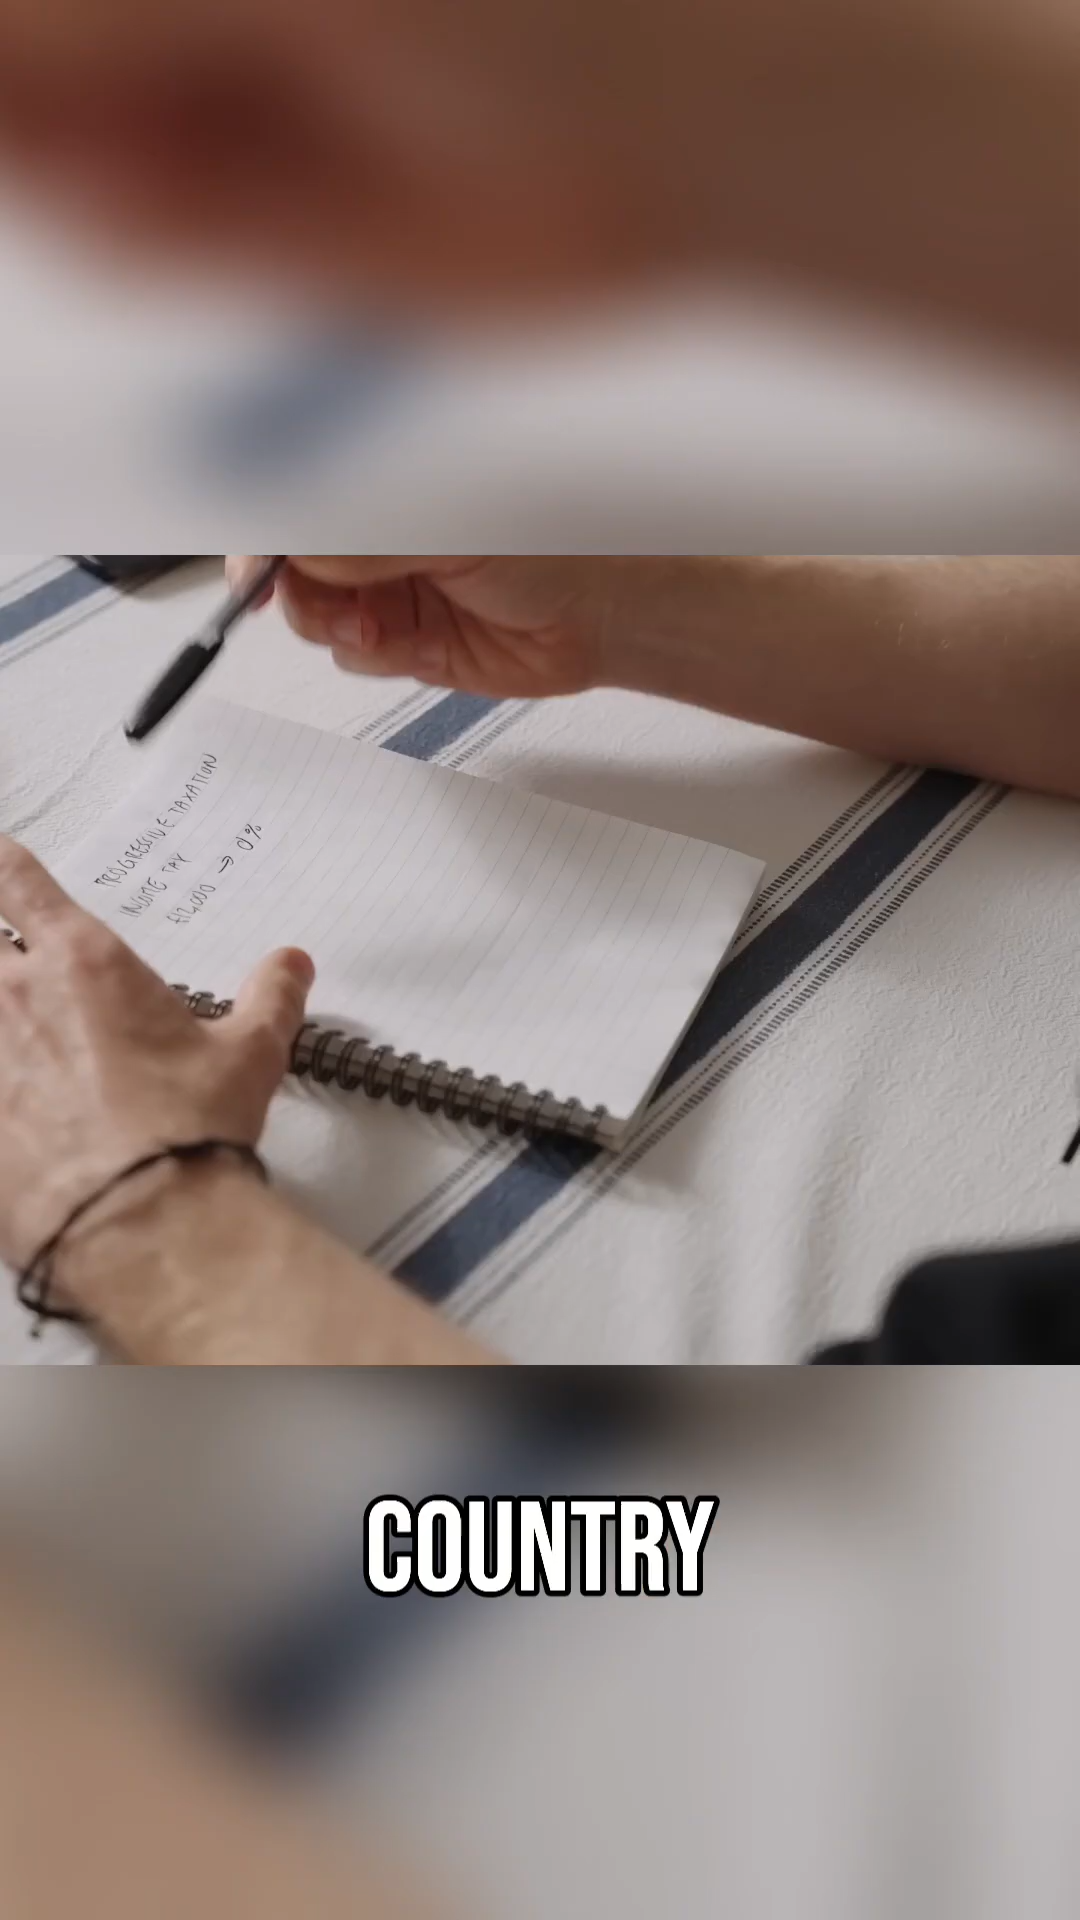 PROGRESSIVE TAXATION
INCOME TAX
£12,000 → 0%
COUNTRY